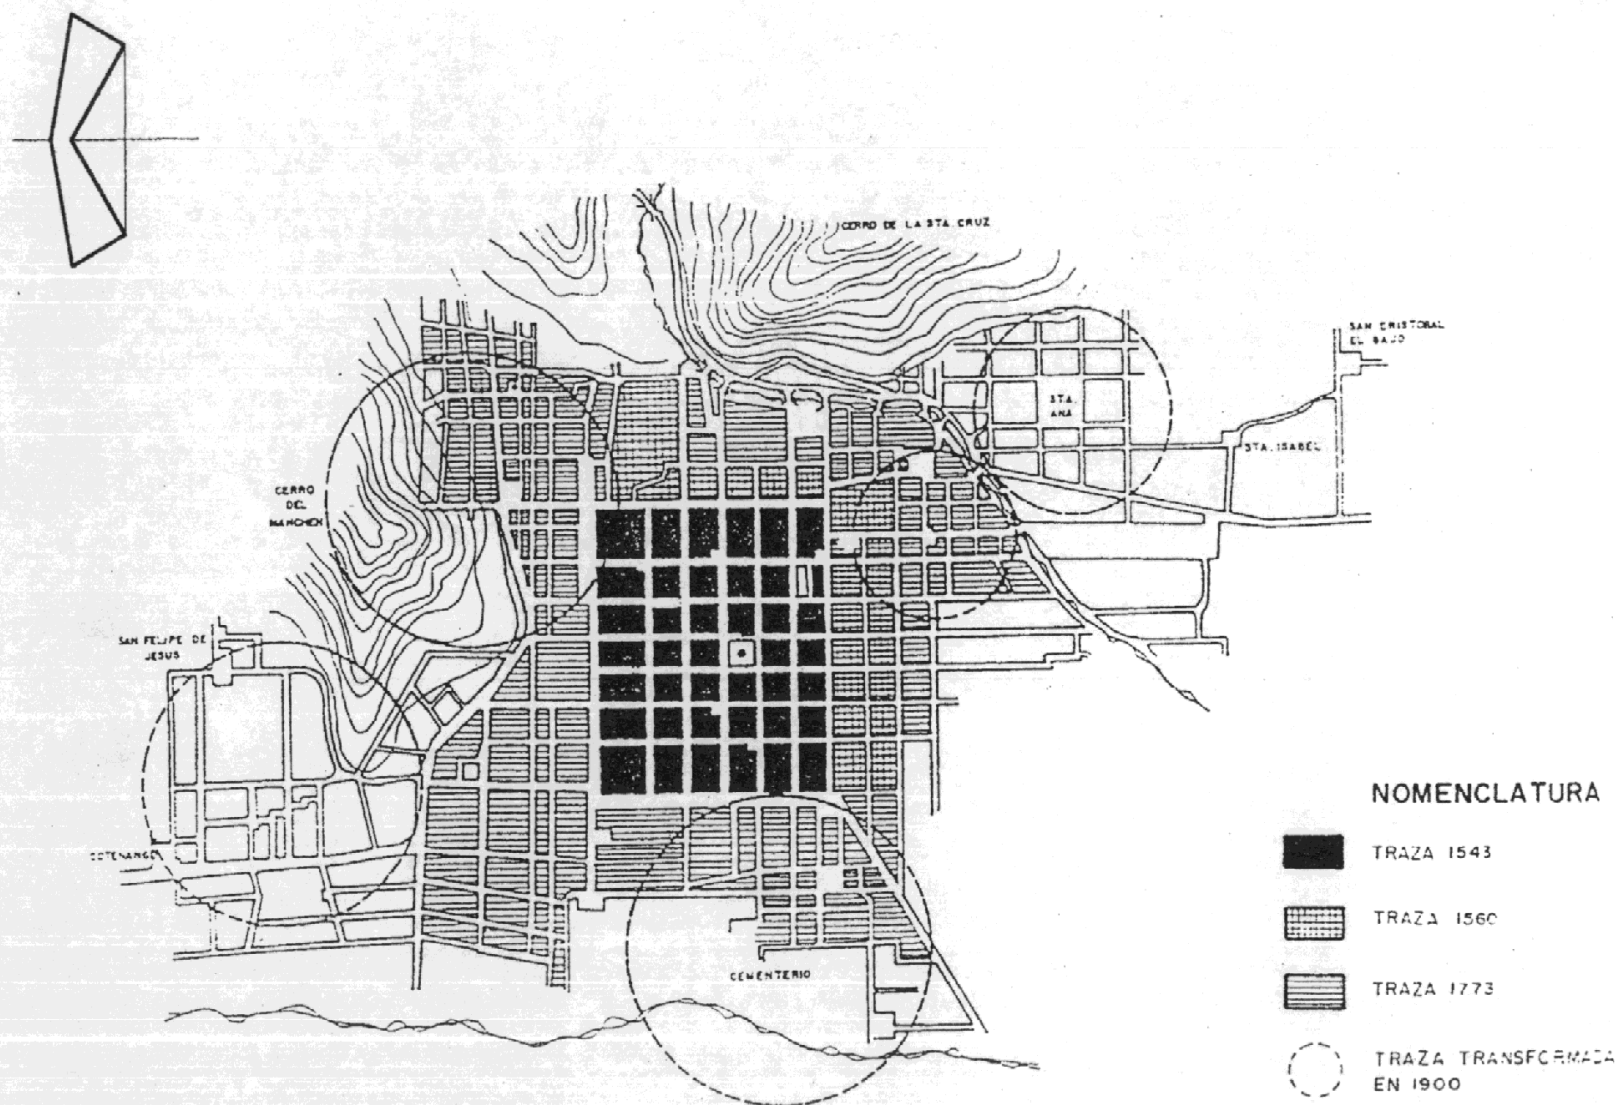 CERRO DE LA STA. CRUZ
SAN CRISTOBAL
EL BAJO
STA.
ANA
STA. ISABEL
CERRO
DEL
MANCHEN
SAN FELIPE DE
JESUS
CEMENTERIO
NOMENCLATURA
TRAZA 1543
TRAZA 1560
TRAZA 1773
TRAZA TRANSFORMADA
EN 1900